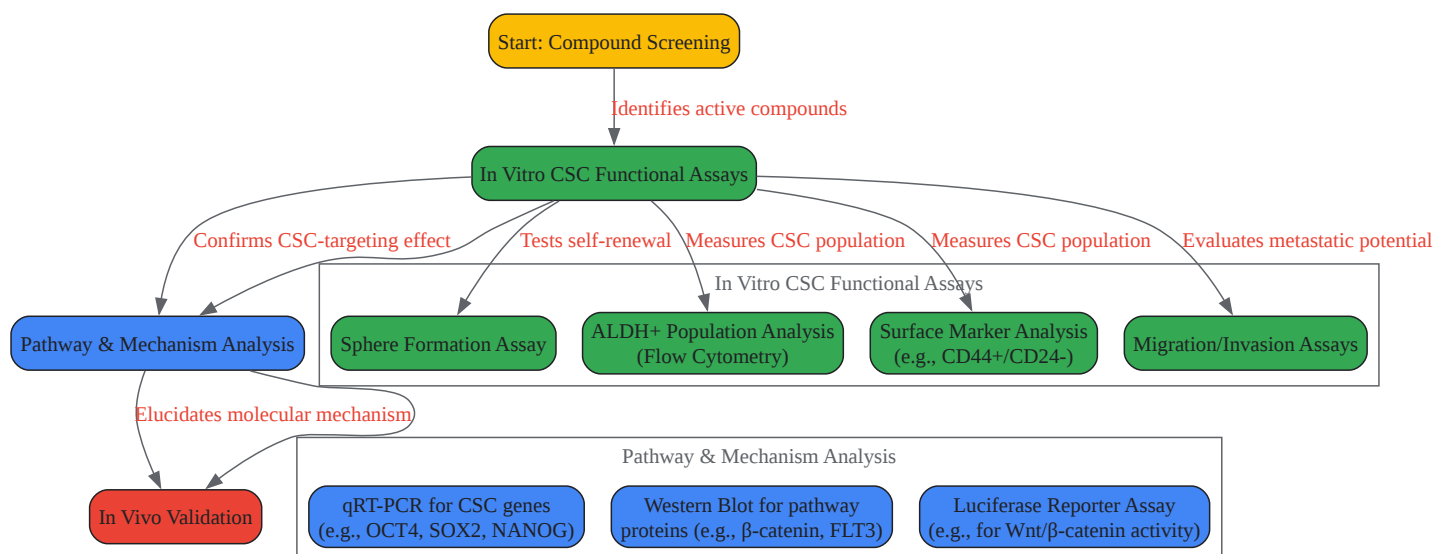 Start: Compound Screening
Identifies active compounds
In Vitro CSC Functional Assays
Confirms CSC-targeting effect
Tests self-renewal
Measures CSC population
Measures CSC population
Evaluates metastatic potential
In Vitro CSC Functional Assays
Pathway & Mechanism Analysis
Sphere Formation Assay
ALDH+ Population Analysis
(Flow Cytometry)
Surface Marker Analysis
(e.g., CD44+/CD24-)
Migration/Invasion Assays
Elucidates molecular mechanism
Pathway & Mechanism Analysis
In Vivo Validation
qRT-PCR for CSC genes
(e.g., OCT4, SOX2, NANOG)
Western Blot for pathway
proteins (e.g., β-catenin, FLT3)
Luciferase Reporter Assay
(e.g., for Wnt/β-catenin activity)